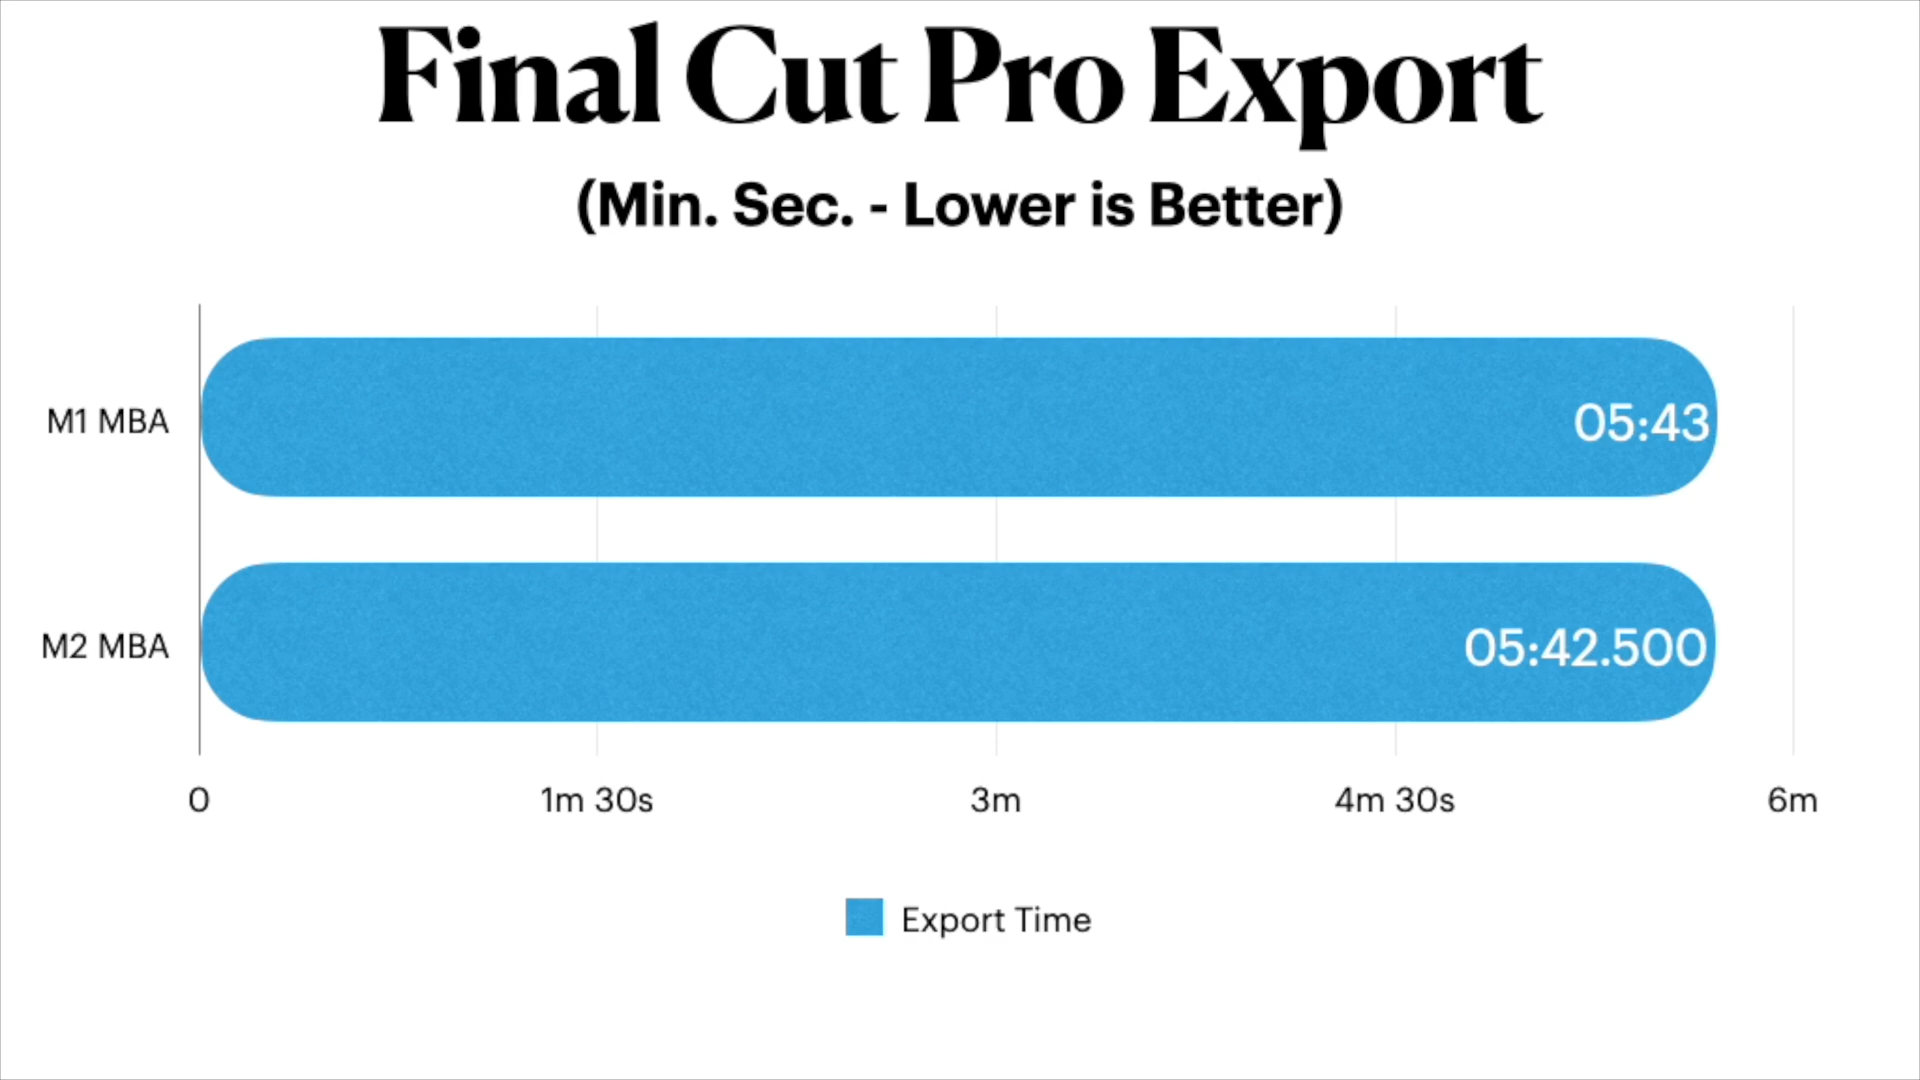 Final Cut Pro Export
(Min. Sec. - Lower is Better)
M1 MBA
05:43
M2 MBA
05:42.500
0 1m 30s 3m 4m 30s 6m
Export Time